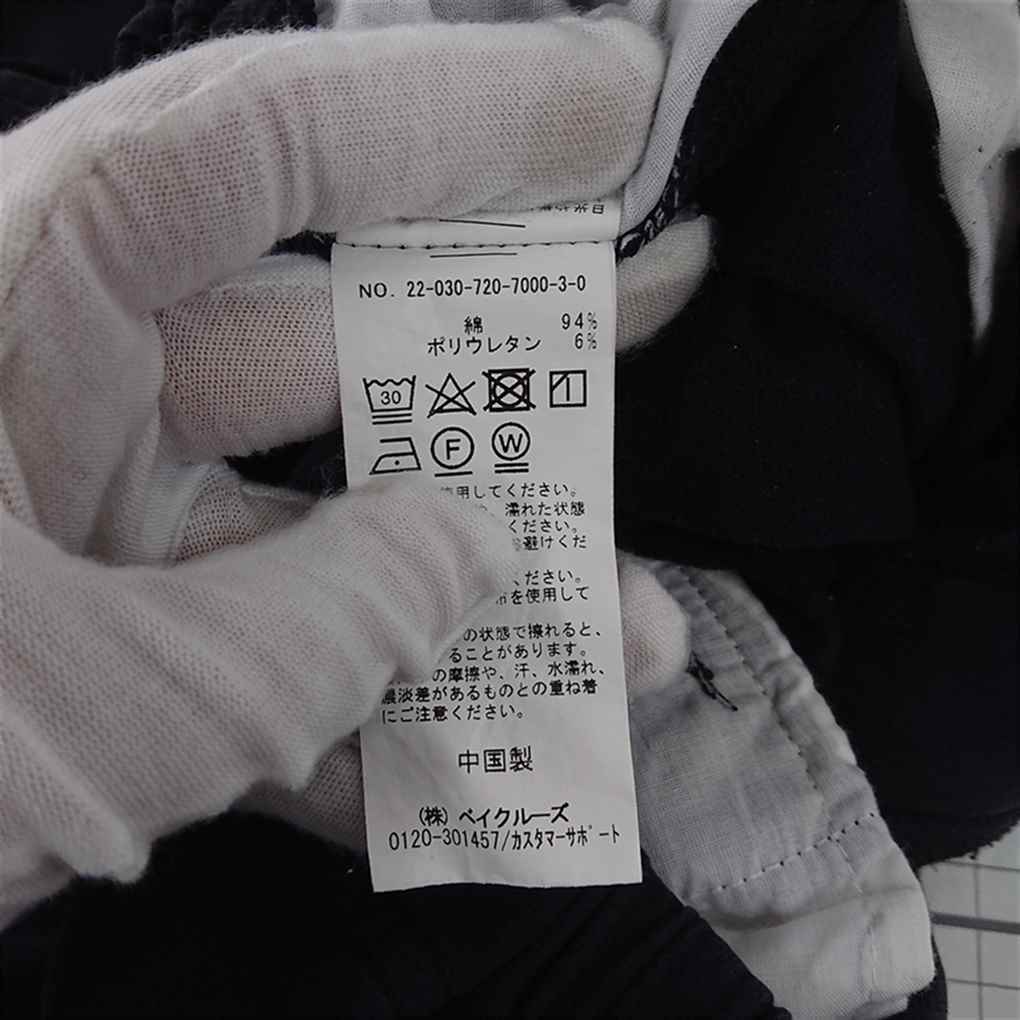 NO. 22-030-720-7000-3-0
綿 94%
ポリウレタン 6%
30
F W
使用してください。
、濡れた状態
ください。
避けくだ
、ださい。
を使用して
の状態で擦れると、
ることがあります。
の摩擦や、汗、水濡れ、
濃淡差があるものとの重ね着
にご注意ください。
中国製
(株) ベイクルーズ
0120-301457/カスタマーサポート